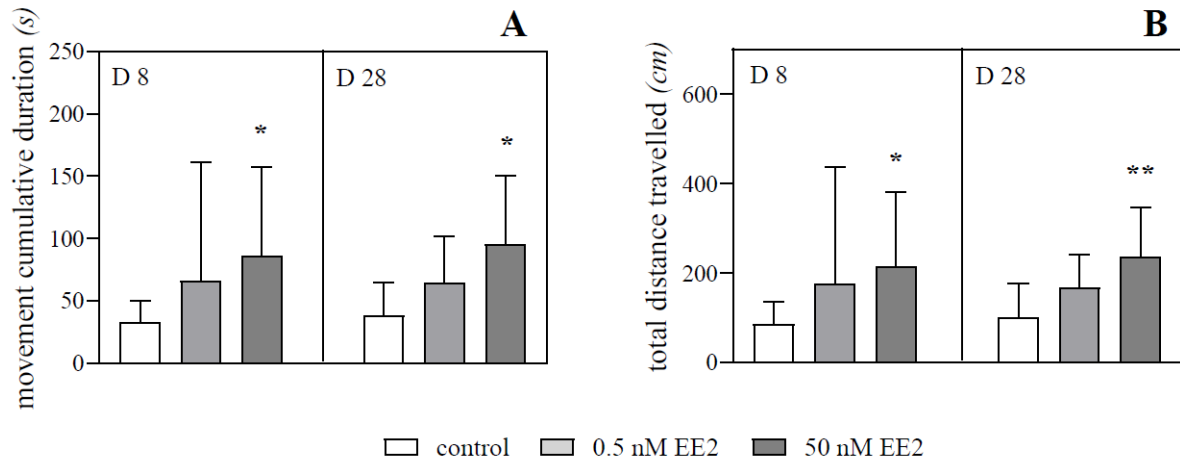 A
movement cumulative duration (s)
250
200
150
100
50
0
D 8
*
D 28
*
B
total distance travelled (cm)
600
400
200
0
D 8
*
D 28
**
control 0.5 nM EE2 50 nM EE2